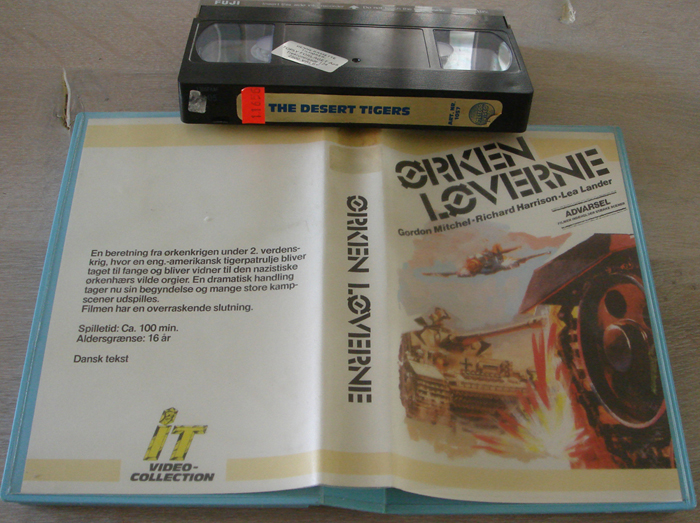 FUJI
THE DESERT TIGERS
ØRKEN
LØVERNE
Gordon Mitchel·Richard Harrison·Lea Lander
ADVARSEL
ØRKEN LØVERNE
En beretning fra ørkenkrigen under 2. verdens-
krig, hvor en eng.-amerikansk tigerpatrulje bliver
taget til fange og bliver vidner til den nazistiske
ørkenhærs vilde orgier. En dramatisk handling
tager nu sin begyndelse og mange store kamp-
scener udspilles.
Filmen har en overraskende slutning.
Spilletid: Ca. 100 min.
Aldersgrænse: 16 år
Dansk tekst
iT
VIDEO-
COLLECTION